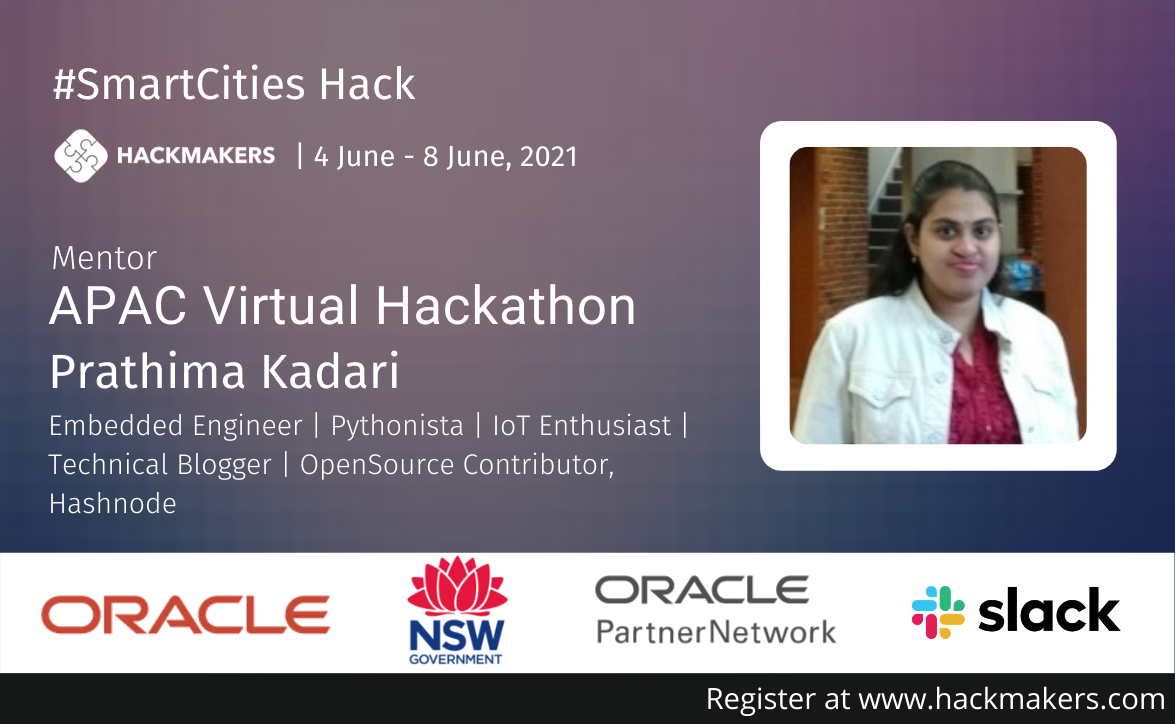 #SmartCities Hack
HACKMAKERS | 4 June - 8 June, 2021
Mentor
APAC Virtual Hackathon
Prathima Kadari
Embedded Engineer | Pythonista | IoT Enthusiast |
Technical Blogger | OpenSource Contributor,
Hashnode
ORACLE
NSW
GOVERNMENT
ORACLE
PartnerNetwork
slack
Register at www.hackmakers.com